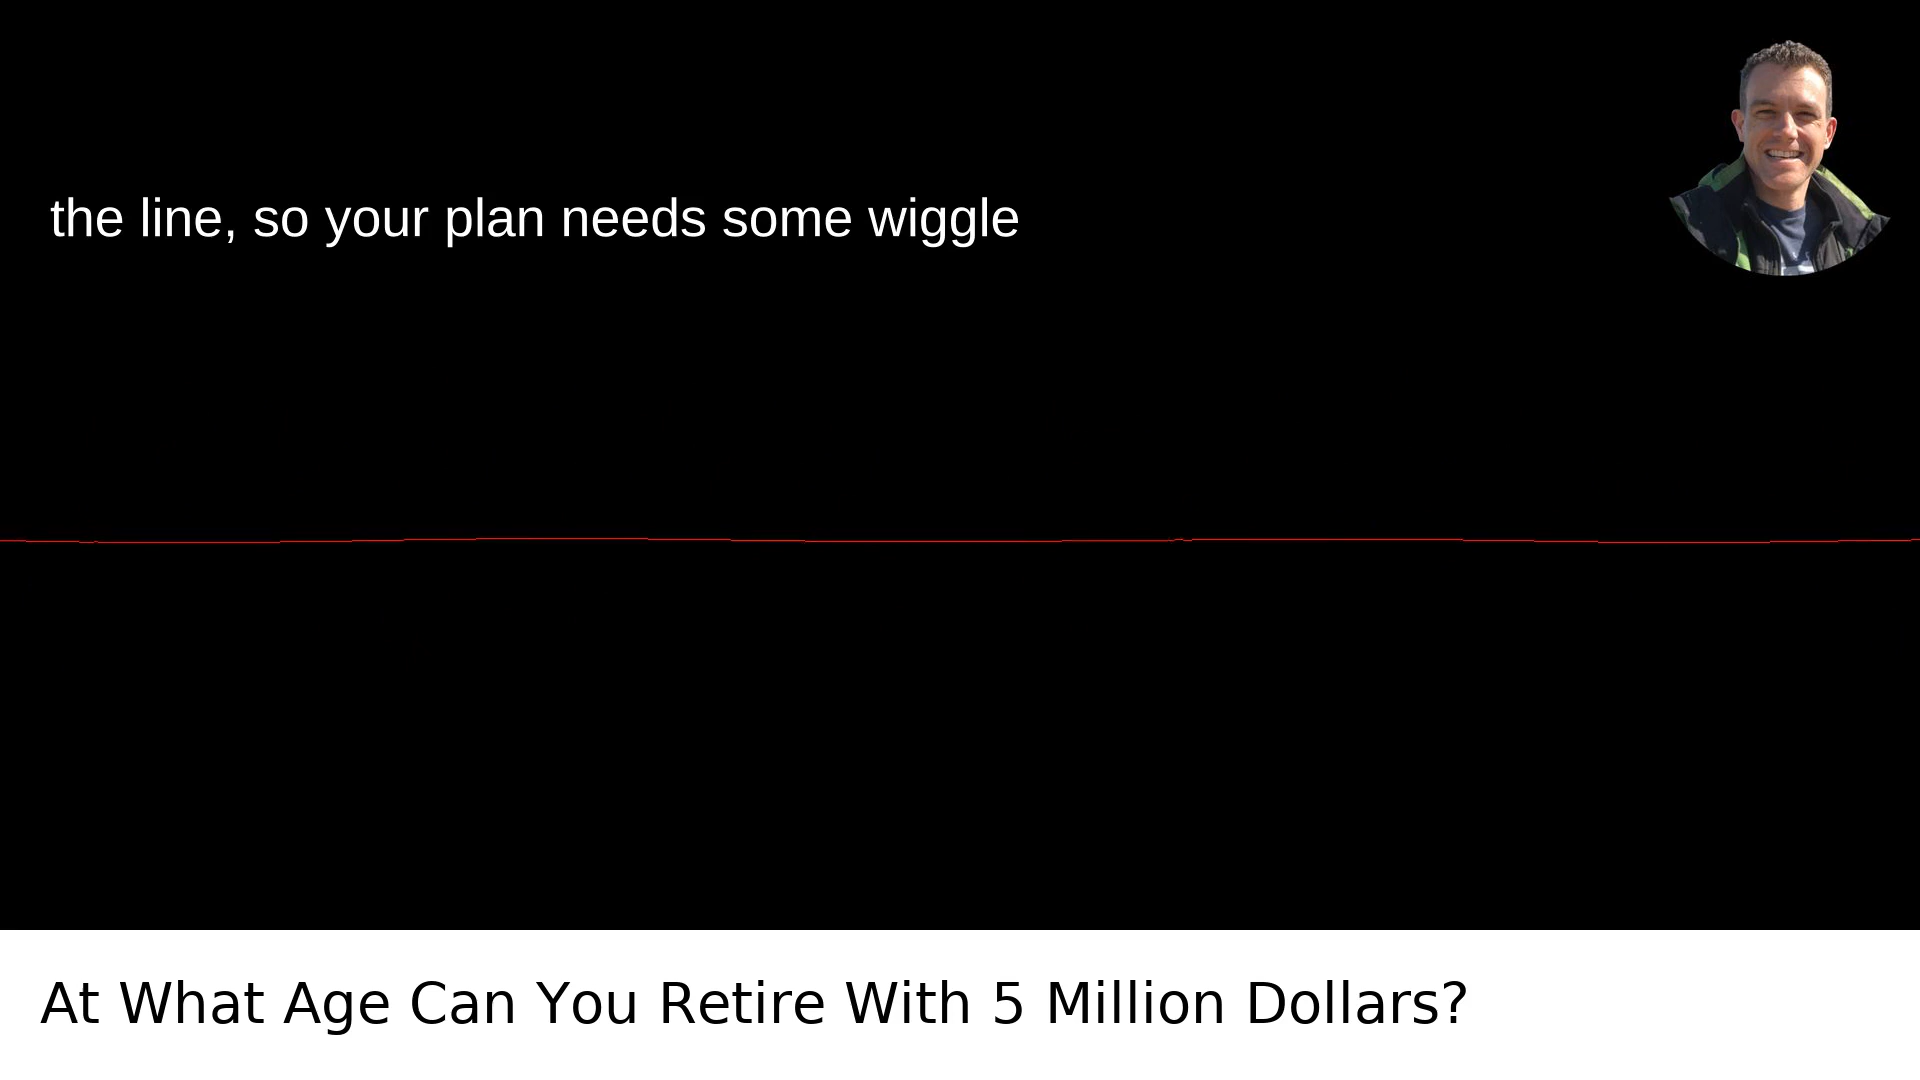 the line, so your plan needs some wiggle
At What Age Can You Retire With 5 Million Dollars?